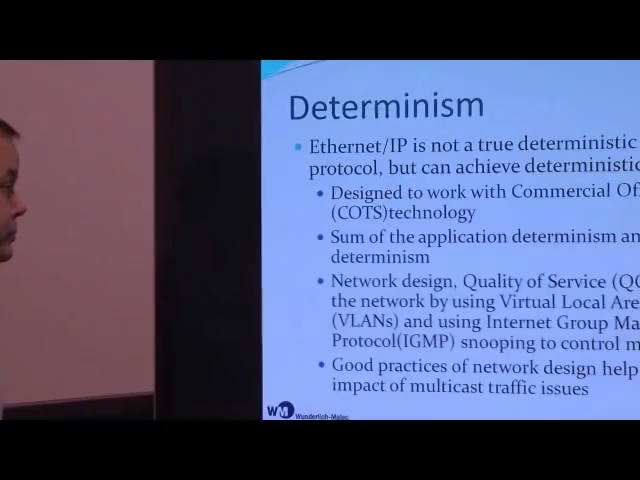 Determinism
Ethernet/IP is not a true deterministic
protocol, but can achieve deterministic
Designed to work with Commercial Of
(COTS)technology
Sum of the application determinism an
determinism
Network design, Quality of Service (Q
the network by using Virtual Local Are
(VLANs) and using Internet Group Ma
Protocol(IGMP) snooping to control m
Good practices of network design help
impact of multicast traffic issues
WM Wunderlich-Malec